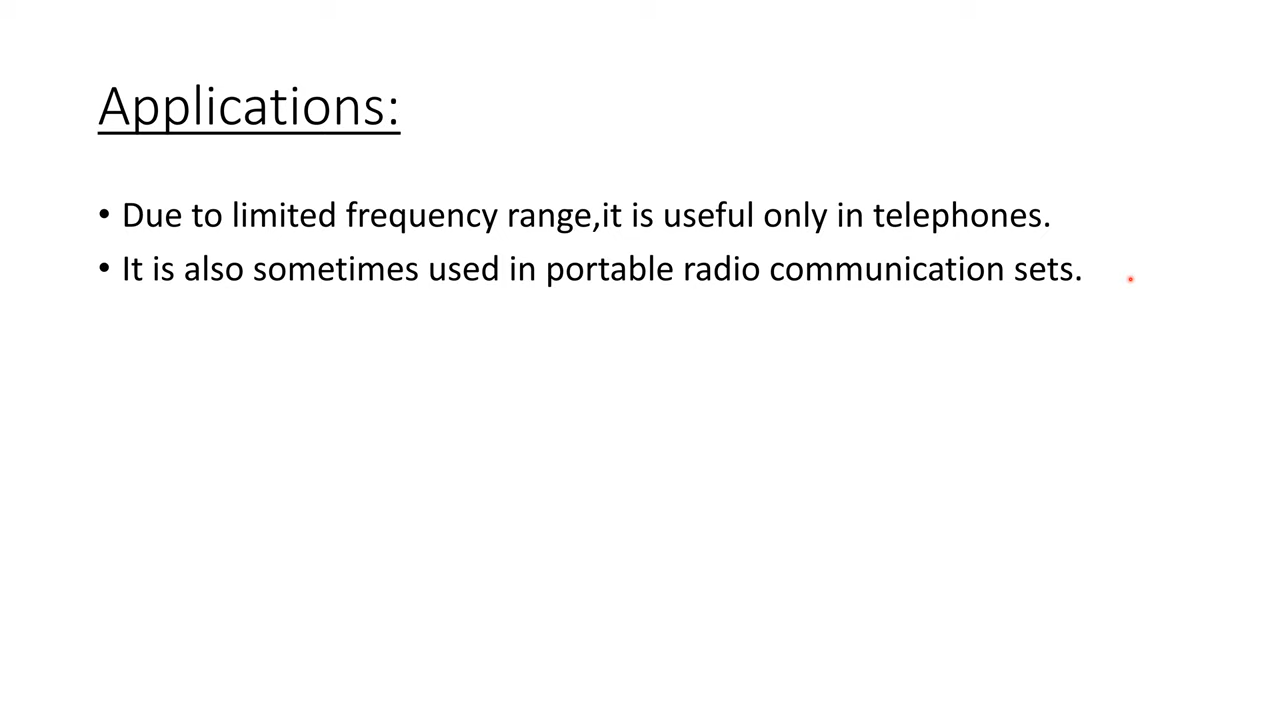 Applications:
• Due to limited frequency range,it is useful only in telephones.
• It is also sometimes used in portable radio communication sets.